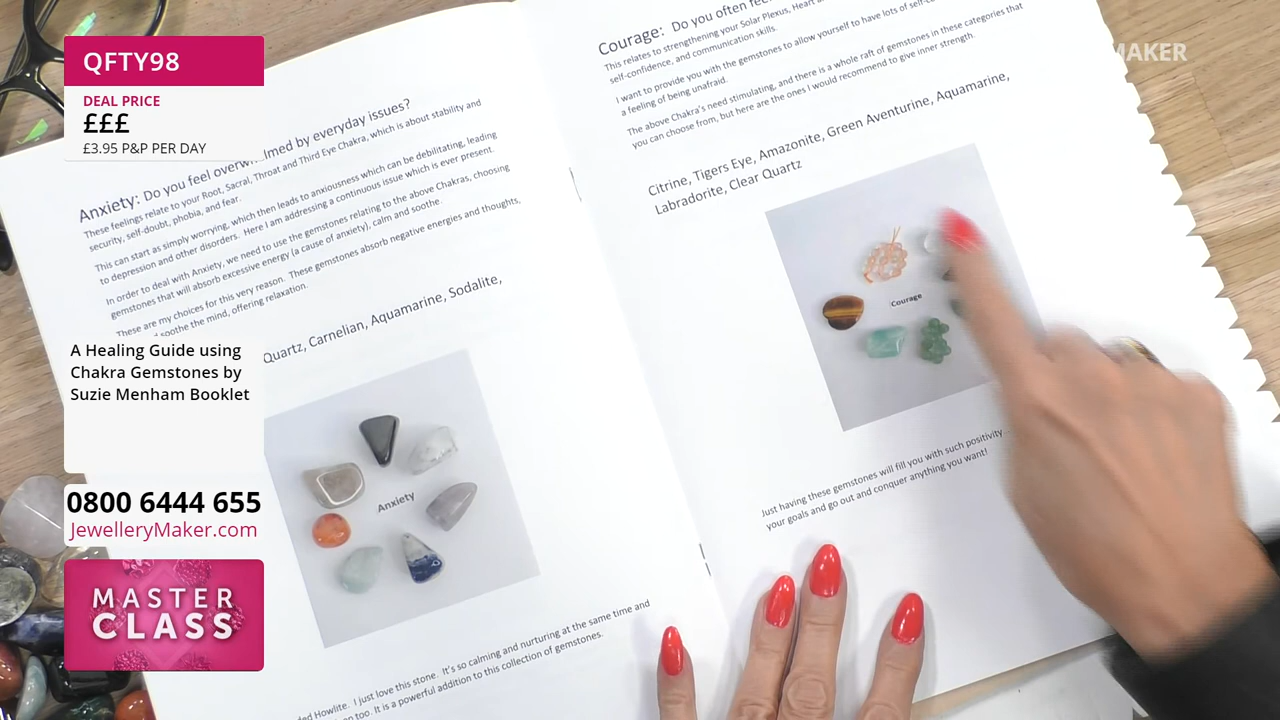 QFTY98
DEAL PRICE
£££
£3.95 P&P PER DAY
A Healing Guide using
Chakra Gemstones by
Suzie Menham Booklet
0800 6444 655
JewelleryMaker.com
MASTER
CLASS
MAKER
Anxiety: Do you feel overwhelmed by everyday issues?
These feelings relate to your Root, Sacral, Throat and Third Eye Chakra, which is about stability and
security, self-doubt, phobia, and fear.
This can start as simply worrying, which then leads to anxiousness which can be debilitating, leading
to depression and other disorders. Here I am addressing a continuous issue which is ever present.
In order to deal with Anxiety, we need to use the gemstones relating to the above Chakras, choosing
gemstones that will absorb excessive energy (a cause of anxiety), calm and soothe.
These are my choices for this very reason. These gemstones absorb negative energies and thoughts,
soothe the mind, offering relaxation.
Quartz, Carnelian, Aquamarine, Sodalite,
Anxiety
Howlite. I just love this stone. It's so calming and nurturing at the same time and
too. It is a powerful addition to this collection of gemstones.
Courage: Do you often
This relates to strengthening your Solar Plexus, Heart
self-confidence, and communication skills.
I want to provide you with the gemstones to allow yourself to have lots of
a feeling of being unafraid.
The above Chakra's need stimulating, and there is a whole raft of gemstones in these categories that
you can choose from, but here are the ones I would recommend to give inner strength.
Citrine, Tigers Eye, Amazonite, Green Aventurine, Aquamarine,
Labradorite, Clear Quartz
Courage
Just having these gemstones will fill you with such positivity
your goals and go out and conquer anything you want!